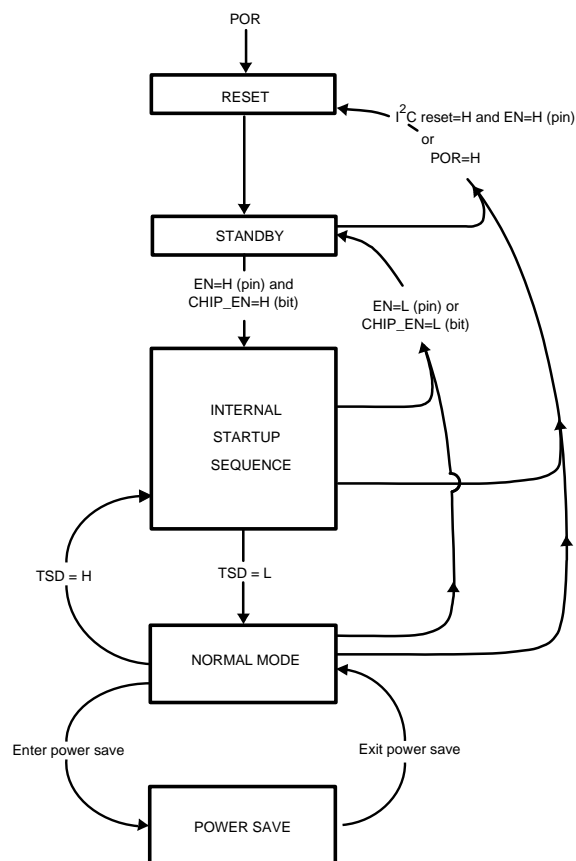 POR
RESET
I2C reset=H and EN=H (pin)
or
POR=H
STANDBY
EN=H (pin) and
CHIP_EN=H (bit)
EN=L (pin) or
CHIP_EN=L (bit)
INTERNAL
STARTUP
SEQUENCE
TSD = H
TSD = L
NORMAL MODE
Enter power save
Exit power save
POWER SAVE